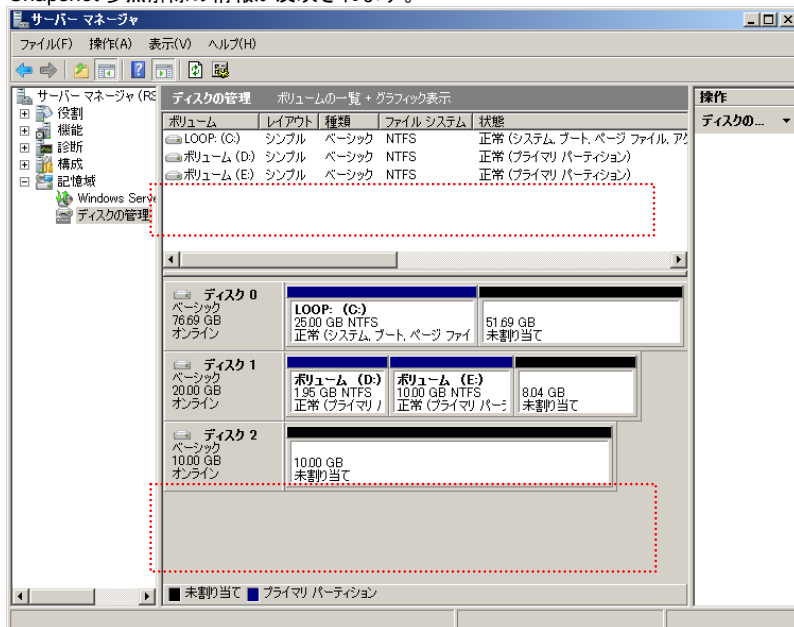 サーバー マネージャ
ファイル(F) 操作(A) 表示(V) ヘルプ(H)
サーバー マネージャ (RS
役割
機能
診断
構成
記憶域
Windows Serve
ディスクの管理
ディスクの管理 ボリュームの一覧 + グラフィック表示
ボリューム レイアウト 種類 ファイル システム 状態
LOOP: (C:) シンプル ベーシック NTFS 正常 (システム, ブート, ページ ファイル, アク
ボリューム (D:) シンプル ベーシック NTFS 正常 (プライマリ パーティション)
ボリューム (E:) シンプル ベーシック NTFS 正常 (プライマリ パーティション)
ディスク 0
ベーシック
76.69 GB
オンライン
LOOP: (C:)
25.00 GB NTFS
正常 (システム, ブート, ページ ファイ
51.69 GB
未割り当て
ディスク 1
ベーシック
20.00 GB
オンライン
ボリューム (D:)
1.95 GB NTFS
正常 (プライマリ /
ボリューム (E:)
10.00 GB NTFS
正常 (プライマリ パーラ
8.04 GB
未割り当て
ディスク 2
ベーシック
10.00 GB
オンライン
10.00 GB
未割り当て
未割り当て プライマリ パーティション
操作
ディスクの...